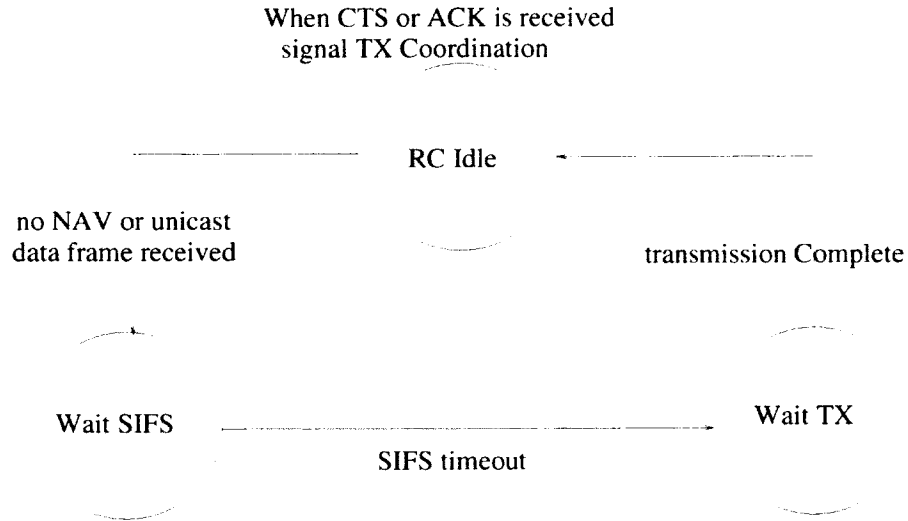 When CTS or ACK is received
signal TX Coordination
RC Idle
no NAV or unicast
data frame received
transmission Complete
Wait SIFS
Wait TX
SIFS timeout